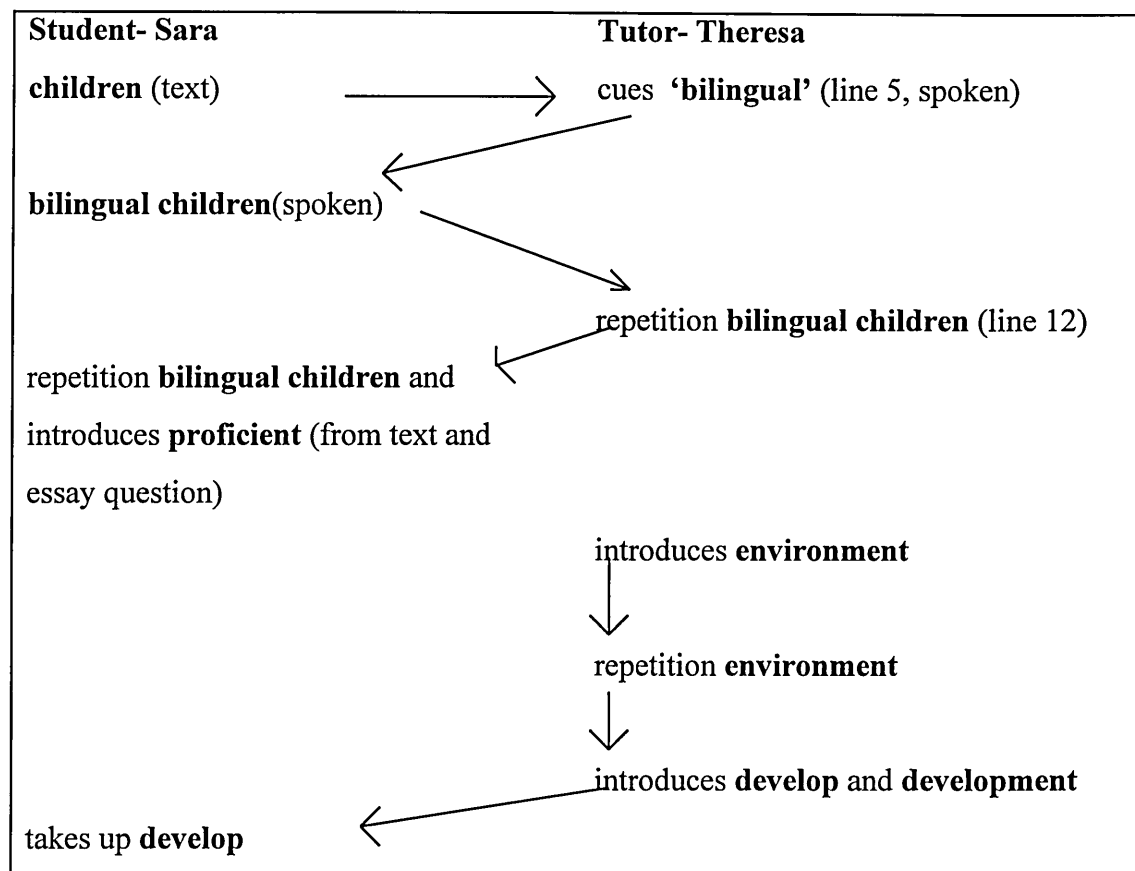 Student- Sara Tutor- Theresa
children (text) cues 'bilingual' (line 5, spoken)
bilingual children(spoken)
repetition bilingual children (line 12)
repetition bilingual children and
introduces proficient (from text and
essay question)
introduces environment
repetition environment
introduces develop and development
takes up develop